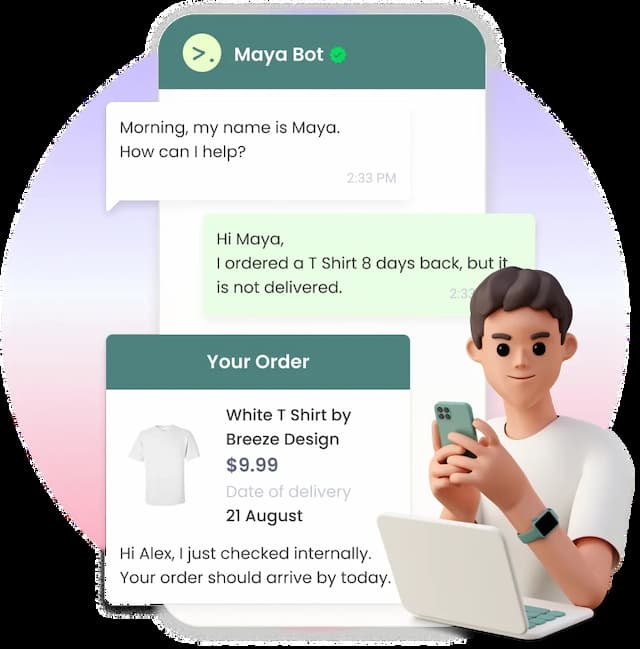 >.
Maya Bot
Morning, my name is Maya.
How can I help?
2:33 PM
Hi Maya,
I ordered a T Shirt 8 days back, but it
is not delivered.
2:33
Your Order
White T Shirt by
Breeze Design
$9.99
Date of delivery
21 August
Hi Alex, I just checked internally.
Your order should arrive by today.